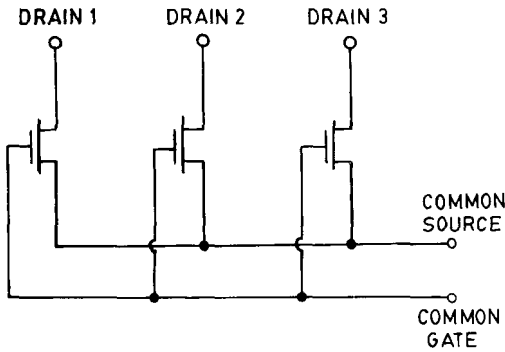 DRAIN 1
DRAIN 2
DRAIN 3
COMMON
SOURCE
COMMON
GATE